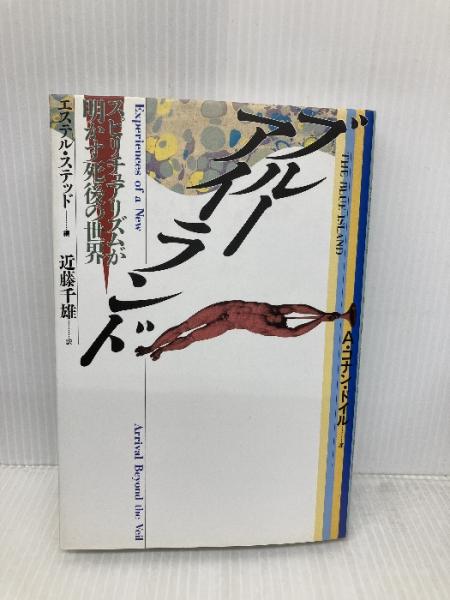 THE BLUE ISLAND
ブルー
アイランド
A・コナン・ドイル
Experiences of a New
Arrival Beyond the Veil
スピリチュアリズムが
明かす死後の世界
エステル・ステッド──編
近藤千雄……訳